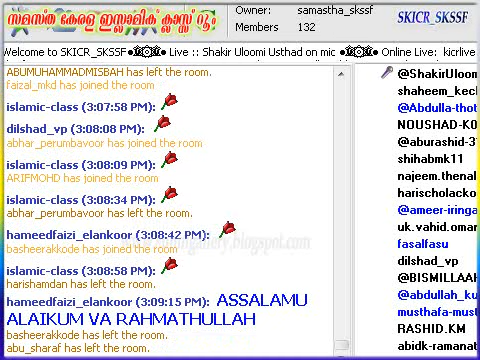 സമസ്ത കേരള ഇസ്ലാമിക് ക്ലാസ്സ് റൂം
Owner: samastha_skssf
Members 132
SKICR_SKSSF
Welcome to SKICR_SKSSF Live :: Shakir Uloomi Usthad on mic Online Live: kicrlive
ABUMUHAMMADMISBAH has left the room.
faizal_mkd has joined the room
islamic-class (3:07:58 PM):
dilshad_vp (3:08:08 PM):
abhar_perumbavoor has joined the room
islamic-class (3:08:09 PM):
ARIFMOHD has joined the room
islamic-class (3:08:34 PM):
abhar_perumbavoor has left the room.
hameedfaizi_elankoor (3:08:42 PM):
basheerakkode has joined the room
islamic-class (3:08:58 PM):
harishamdan has left the room.
hameedfaizi_elankoor (3:09:15 PM): ASSALAMU
ALAIKUM VA RAHMATHULLAH
basheerakkode has left the room.
abu_sharaf has left the room.
@ShakirUloom
shaheem_kecl
@Abdulla-thot
NOUSHAD-KO
@aburashid-3
shihabmk11
najeem.thenal
harischolacko
@ameer-iringa
uk.vahid.omar
fasalfasu
dilshad_vp
@BISMILLAAH
@abdullah_ku
musthafa-must
RASHID.KM
abidk-ramanat